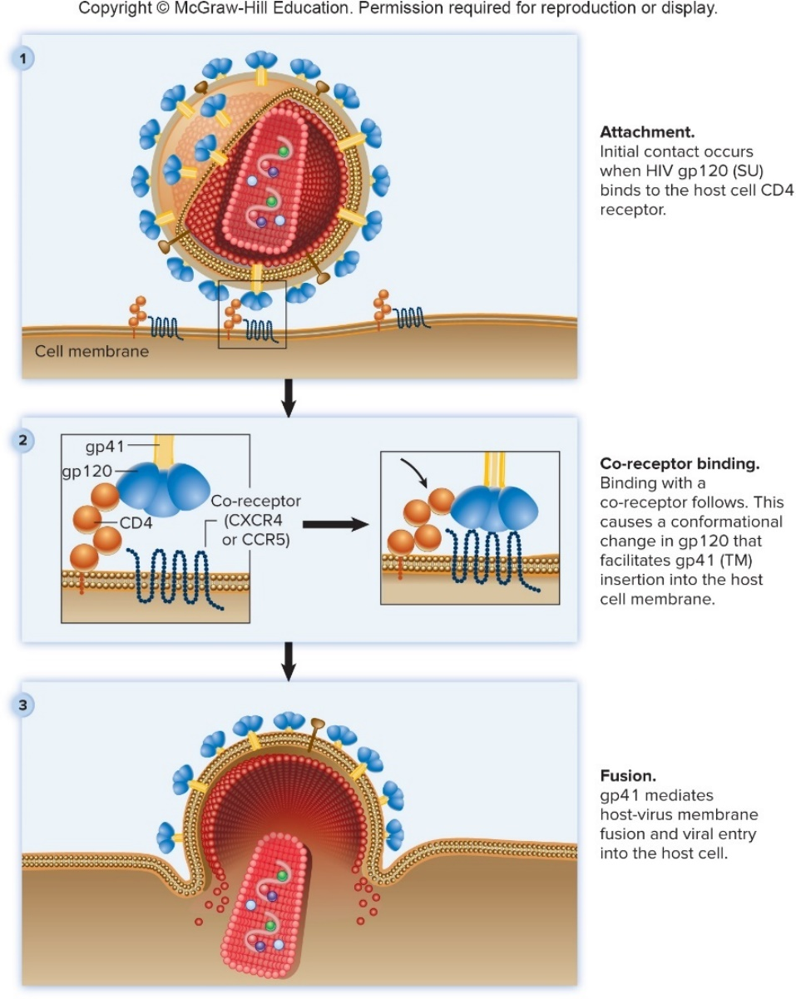 Copyright © McGraw-Hill Education. Permission required for reproduction or display.
1
Attachment.
Initial contact occurs
when HIV gp120 (SU)
binds to the host cell CD4
receptor.
Cell membrane
2
gp41
gp120
CD4
Co-receptor
(CXCR4
or CCR5)
Co-receptor binding.
Binding with a
co-receptor follows. This
causes a conformational
change in gp120 that
facilitates gp41 (TM)
insertion into the host
cell membrane.
3
Fusion.
gp41 mediates
host-virus membrane
fusion and viral entry
into the host cell.